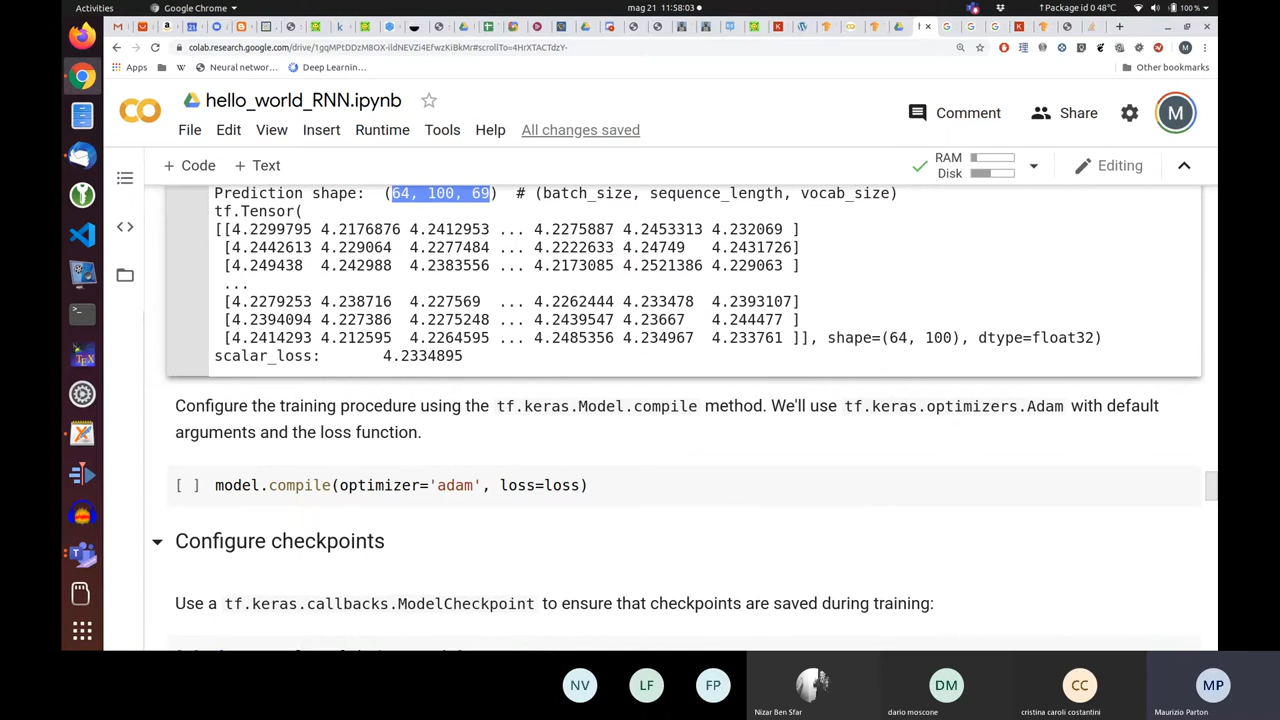 Activities
Google Chrome
mag 21 11:58:03
Package id 0 48°C
100 %
colab.research.google.com/drive/1gqMPtDDzM8OX-ildNEVZi4EfwzKiBkMr#scrollTo=4HrXTACTdzY-
Apps
W
Neural networ...
Deep Learnin...
Other bookmarks
hello_world_RNN.ipynb
Comment
Share
M
File Edit View Insert Runtime Tools Help All changes saved
+ Code + Text
RAM
Disk
Editing
Prediction shape: (64, 100, 69) # (batch_size, sequence_length, vocab_size)
tf.Tensor(
[[4.2299795 4.2176876 4.2412953 ... 4.2275887 4.2453313 4.232069 ]
[4.2442613 4.229064 4.2277484 ... 4.2222633 4.24749 4.2431726]
[4.249438 4.242988 4.2383556 ... 4.2173085 4.2521386 4.229063 ]
...
[4.2279253 4.238716 4.227569 ... 4.2262444 4.233478 4.2393107]
[4.2394094 4.227386 4.2275248 ... 4.2439547 4.23667 4.244477 ]
[4.2414293 4.212595 4.2264595 ... 4.2485356 4.234967 4.233761 ]], shape=(64, 100), dtype=float32)
scalar_loss: 4.2334895
Configure the training procedure using the tf.keras.Model.compile method. We'll use tf.keras.optimizers.Adam with default
arguments and the loss function.
[ ] model.compile(optimizer='adam', loss=loss)
Configure checkpoints
Use a tf.keras.callbacks.ModelCheckpoint to ensure that checkpoints are saved during training:
NV
LF
FP
DM
CC
MP
Nizar Ben Sfar
dario moscone
cristina caroli costantini
Maurizio Parton